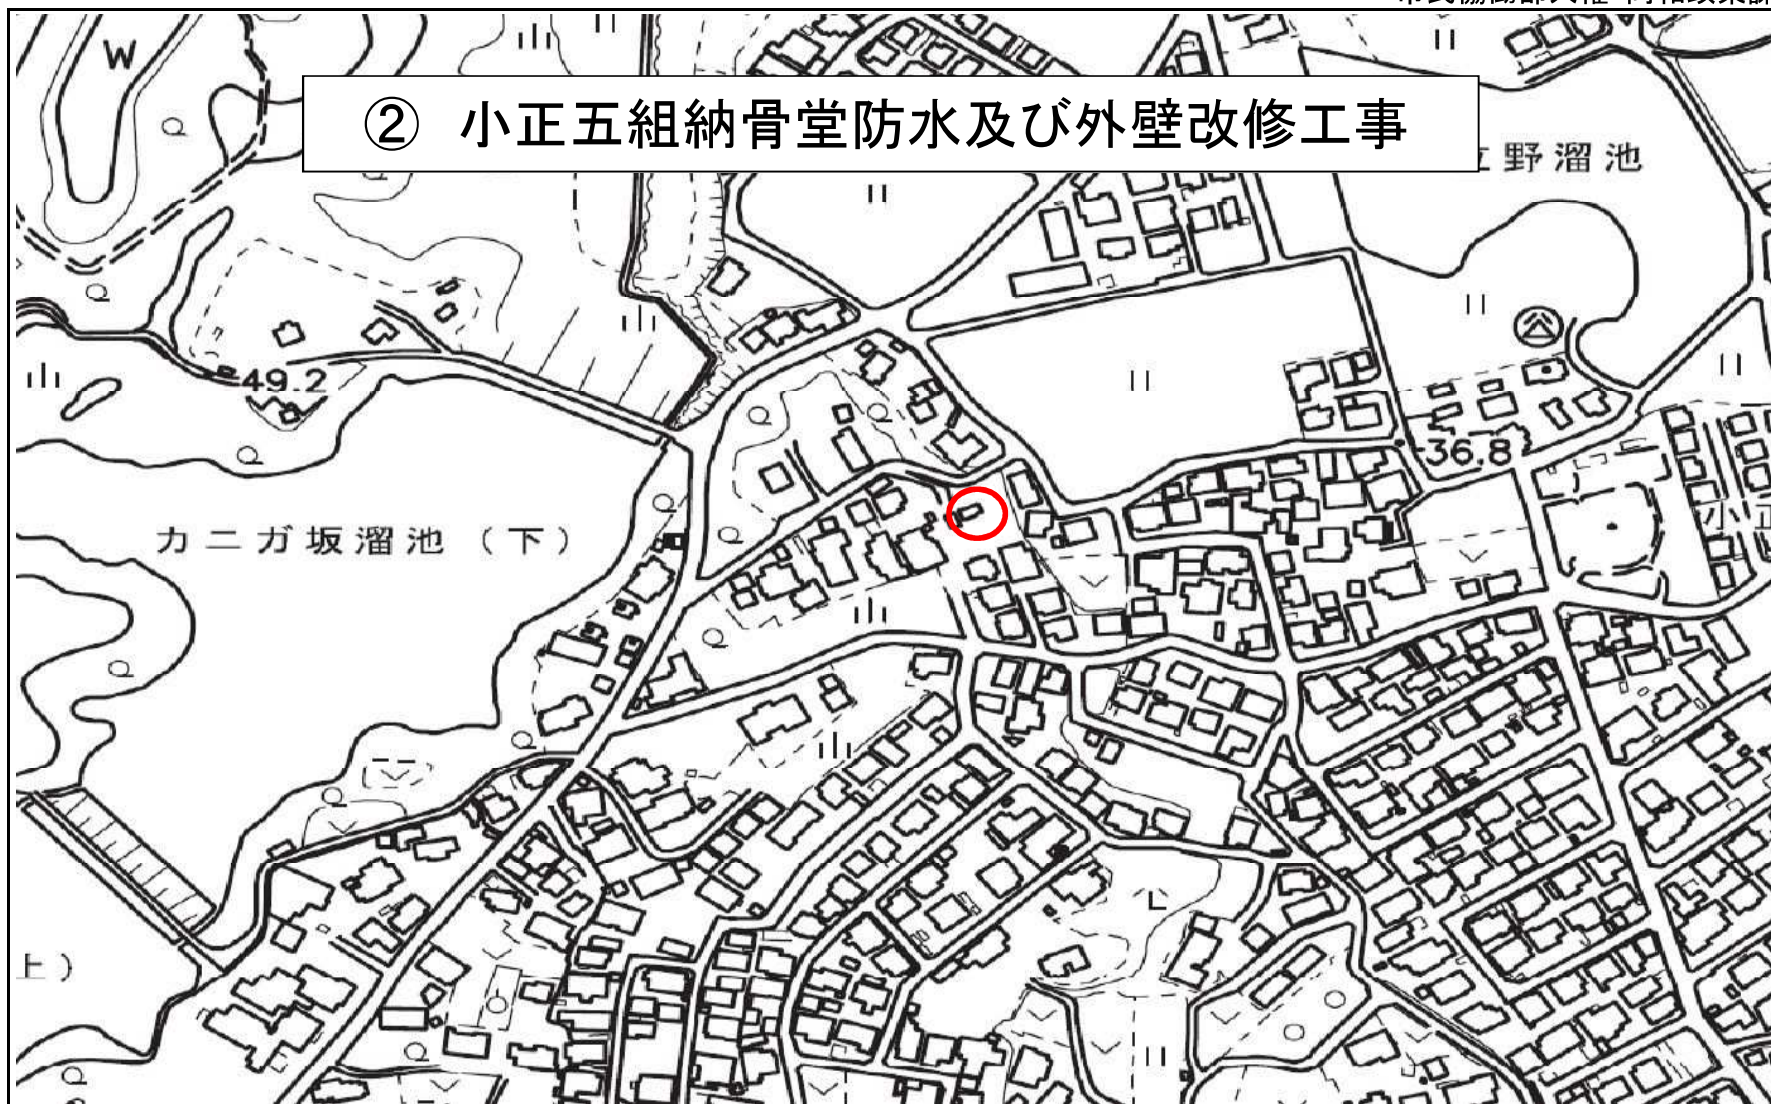 ② 小正五組納骨堂防水及び外壁改修工事
野溜池
49.2
36.8
カニガ坂溜池（下）
小正
上）